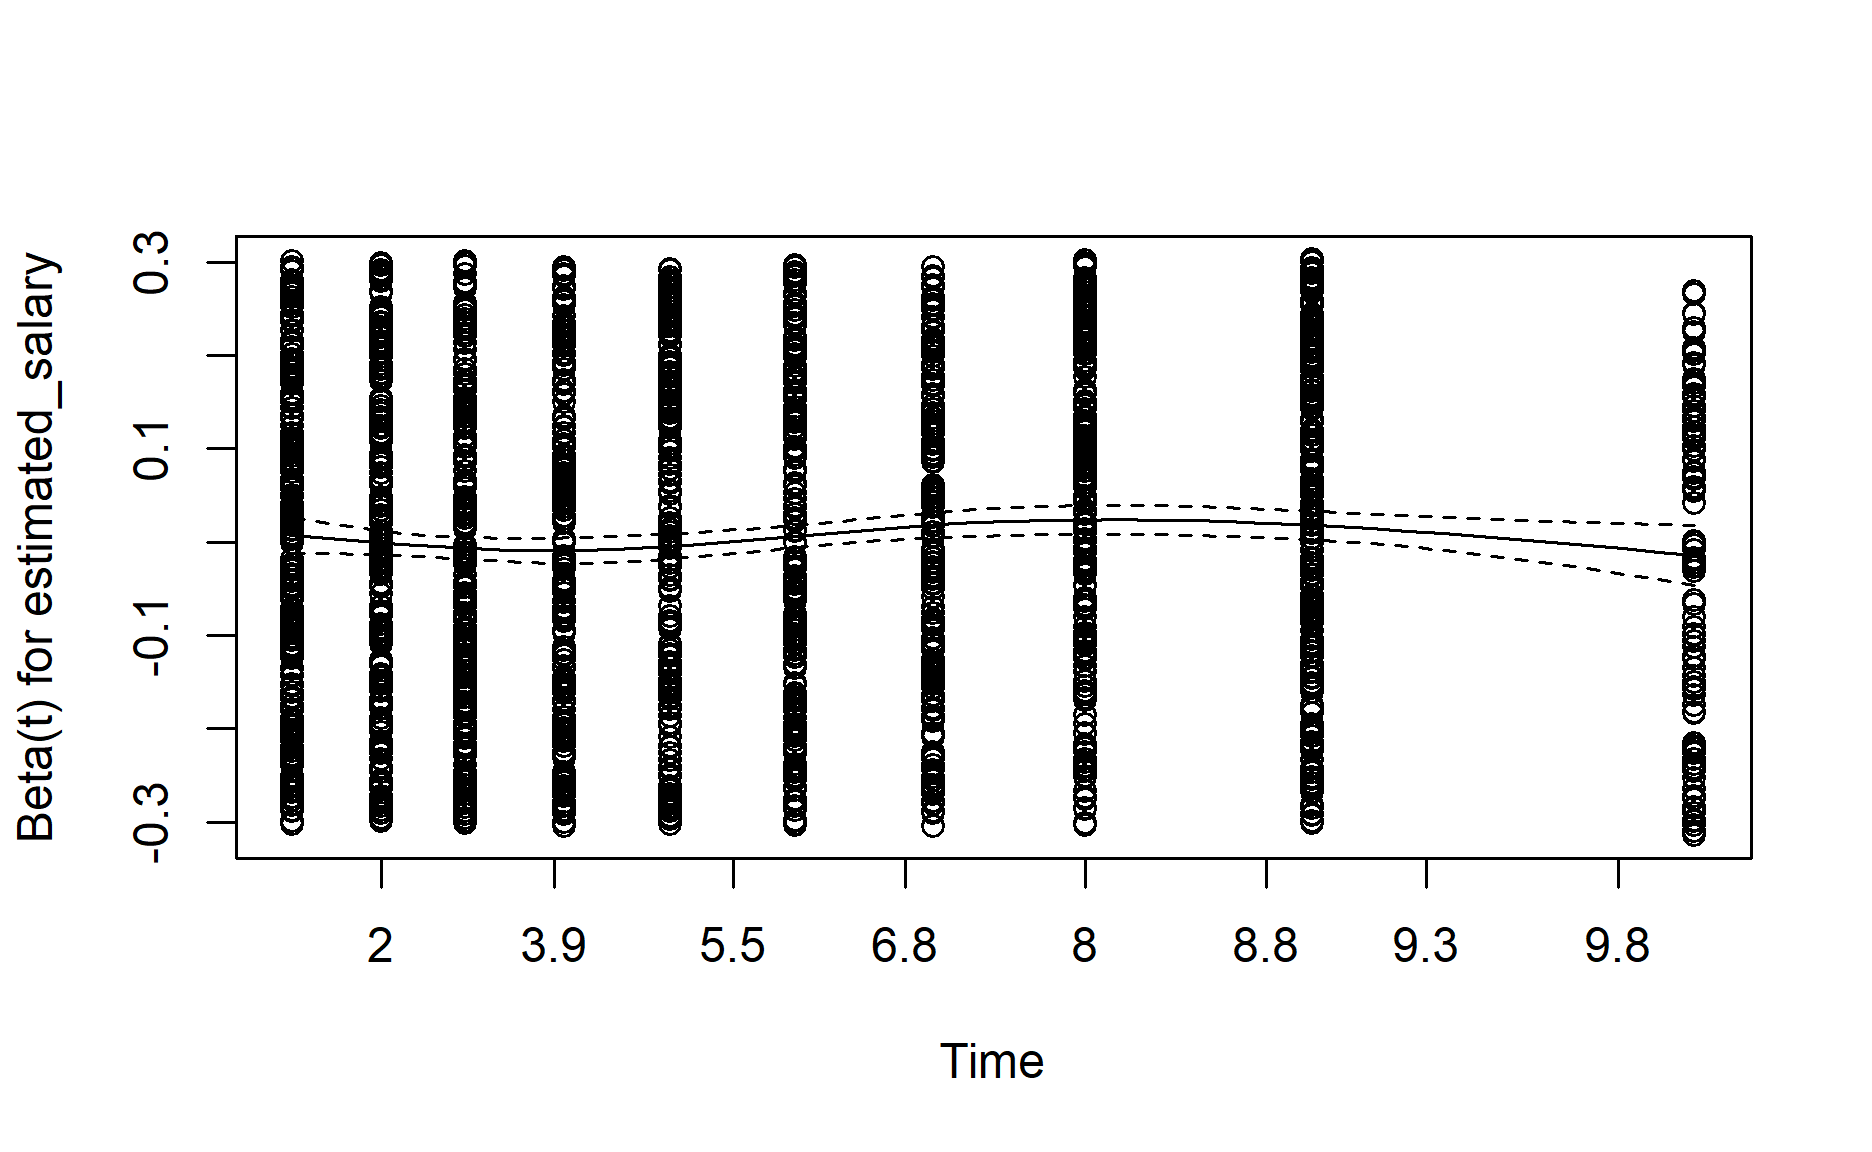 Beta(t) for estimated_salary
0.3
0.1
-0.1
-0.3
2 3.9 5.5 6.8 8 8.8 9.3 9.8
Time